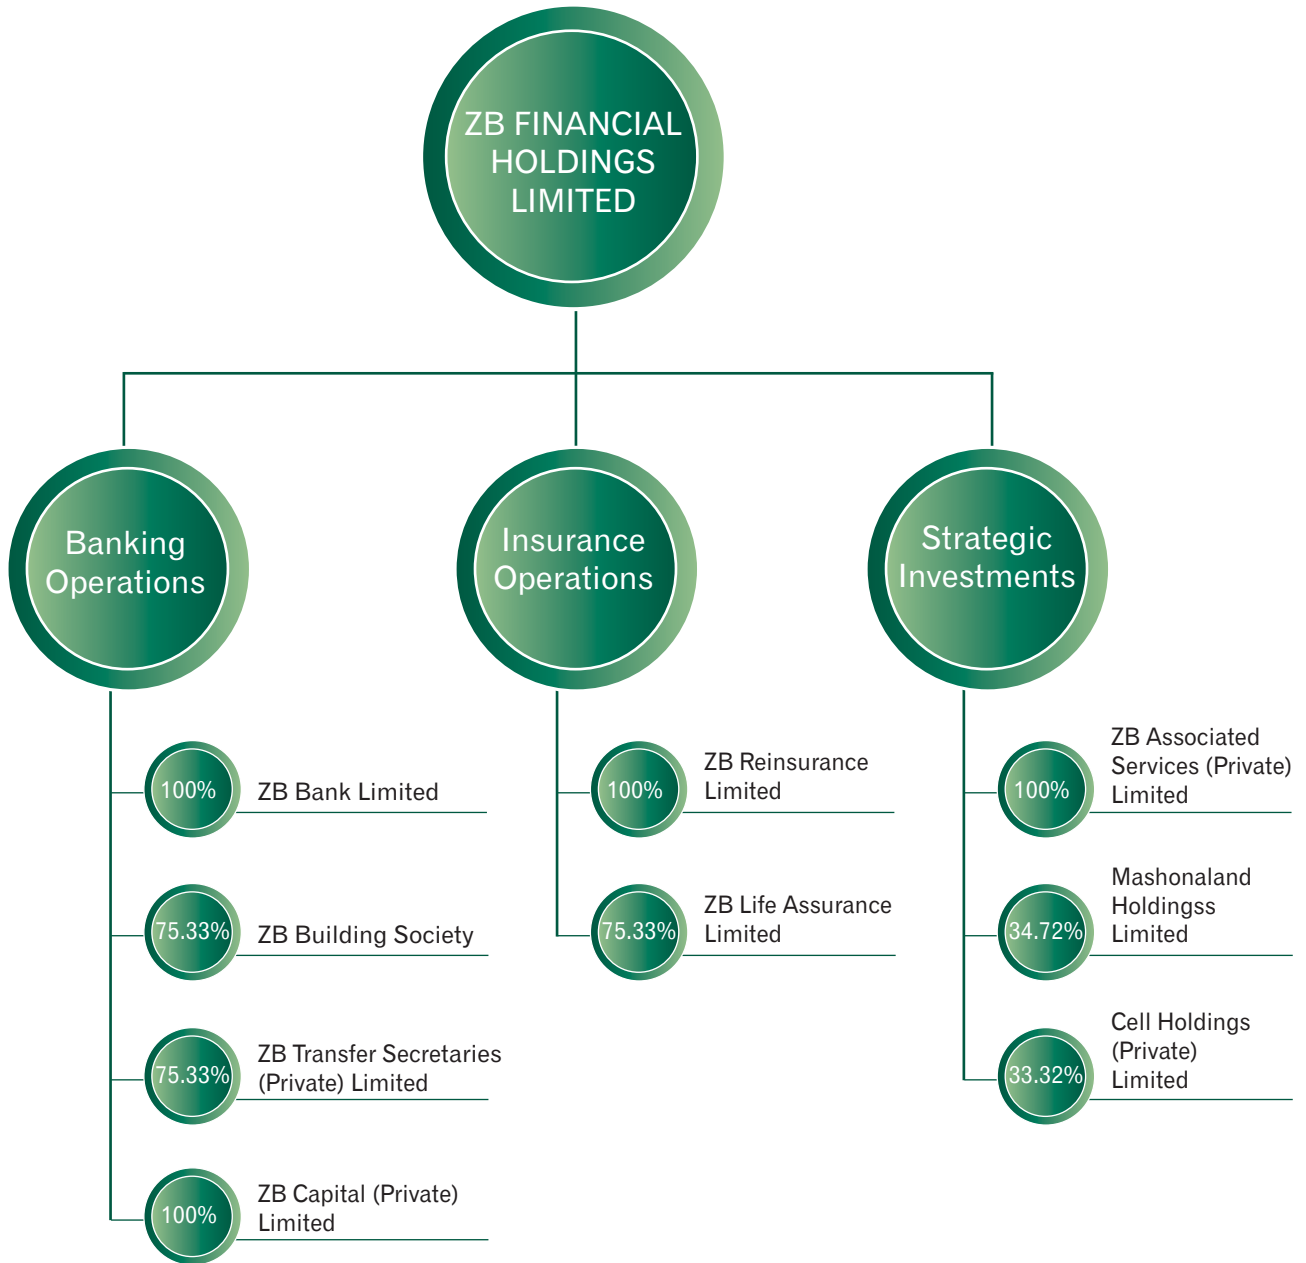 ZB FINANCIAL
HOLDINGS
LIMITED
Banking
Operations
100%
ZB Bank Limited
75.33%
ZB Building Society
75.33%
ZB Transfer Secretaries
(Private) Limited
100%
ZB Capital (Private)
Limited
Insurance
Operations
100%
ZB Reinsurance
Limited
75.33%
ZB Life Assurance
Limited
Strategic
Investments
100%
ZB Associated
Services (Private)
Limited
34.72%
Mashonaland
Holdingss
Limited
33.32%
Cell Holdings
(Private)
Limited